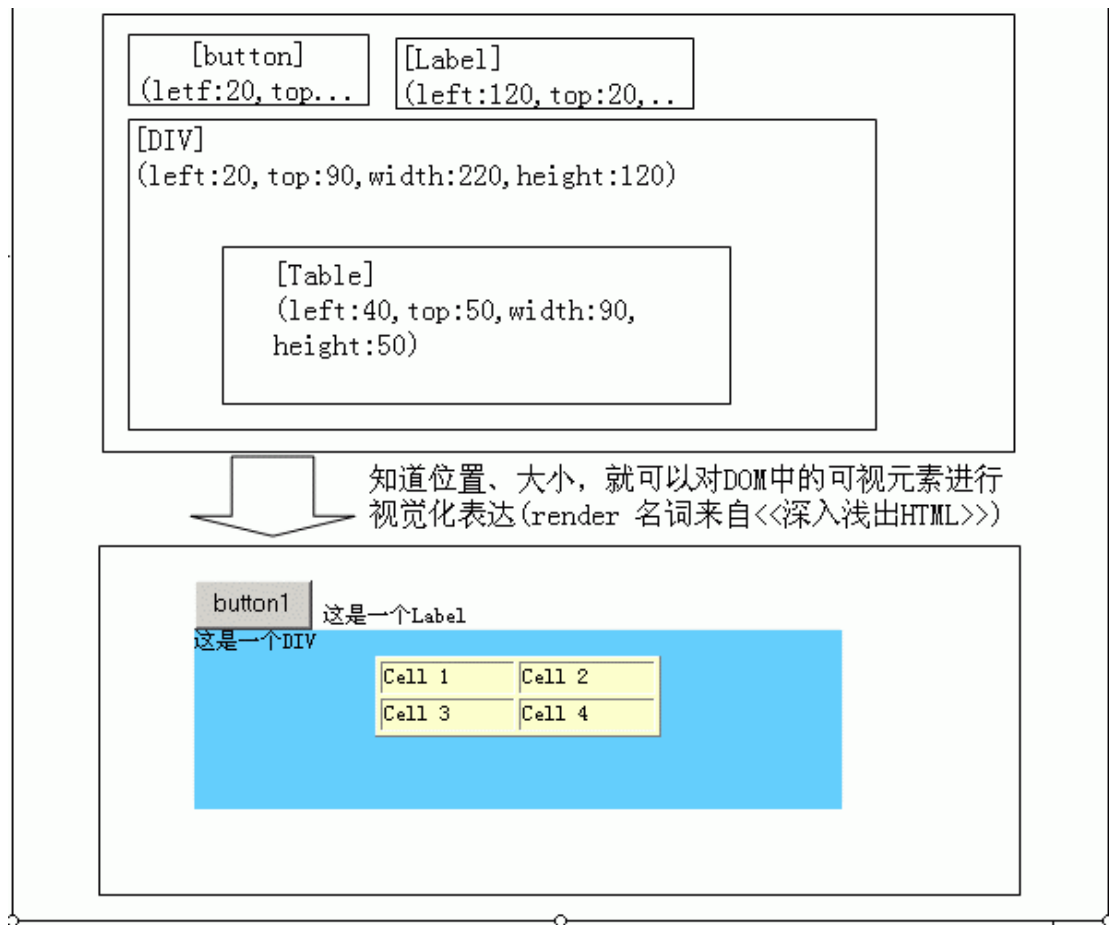 [button]
(letf:20,top...
[Label]
(left:120,top:20,..
[DIV]
(left:20,top:90,width:220,height:120)
[Table]
(left:40,top:50,width:90,
height:50)
知道位置、大小，就可以对DOM中的可视元素进行
视觉化表达(render 名词来自<<深入浅出HTML>>)
button1
这是一个Label
这是一个DIV
Cell 1 Cell 2
Cell 3 Cell 4